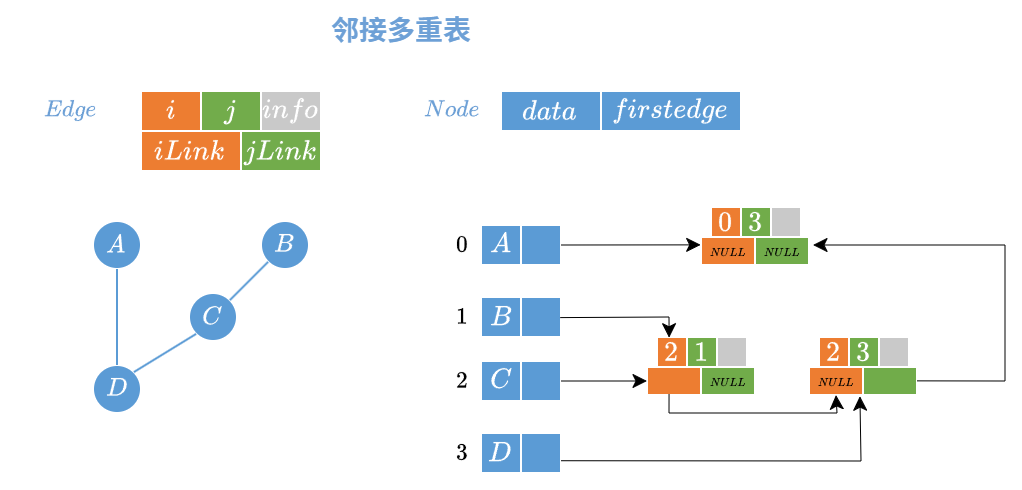 邻接多重表
Edge
i j info
iLink jLink
Node
data firstedge
A
B
C
D
0 A
0 3
NULL NULL
1 B
2 1
NULL
2 C
2 3
NULL
3 D